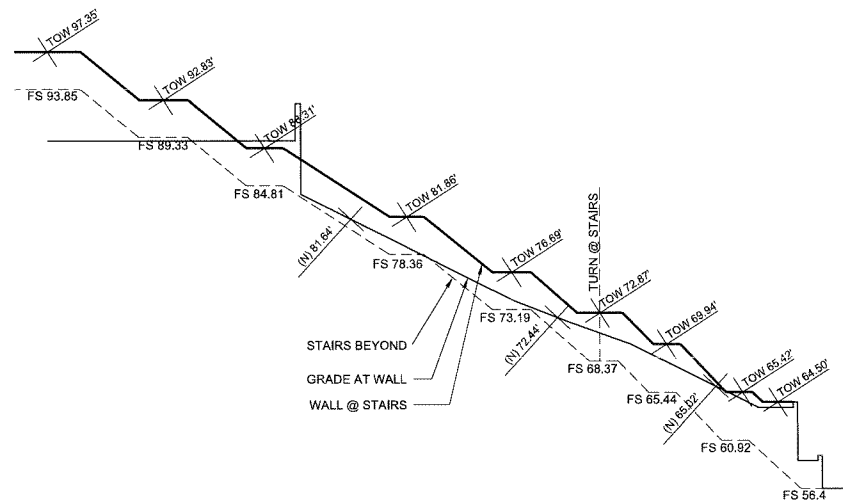 TOW 97.35'
FS 93.85
TOW 92.83'
FS 89.33
TOW 88.31'
FS 84.81
(N) 81.64'
TOW 81.86'
FS 78.36
TOW 76.69'
FS 73.19
(N) 72.44'
TURN @ STAIRS
TOW 72.87'
FS 68.37
TOW 69.94'
FS 65.44
(N) 65.02'
TOW 65.42'
FS 60.92
TOW 64.50'
FS 56.4
STAIRS BEYOND
GRADE AT WALL
WALL @ STAIRS